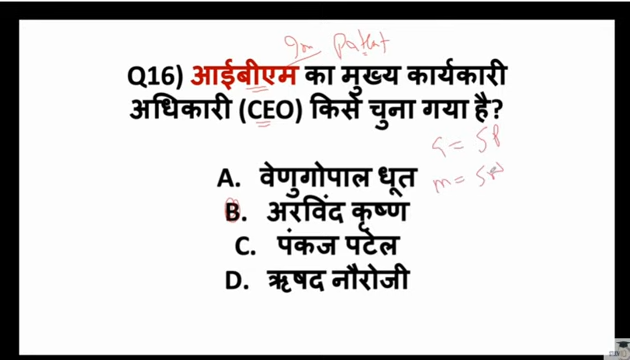 Q16) आईबीएम का मुख्य कार्यकारी
अधिकारी (CEO) किसे चुना गया है?
A. वेणुगोपाल धूत
B. अरविंद कृष्ण
C. पंकज पटेल
D. ऋषद नौरोजी